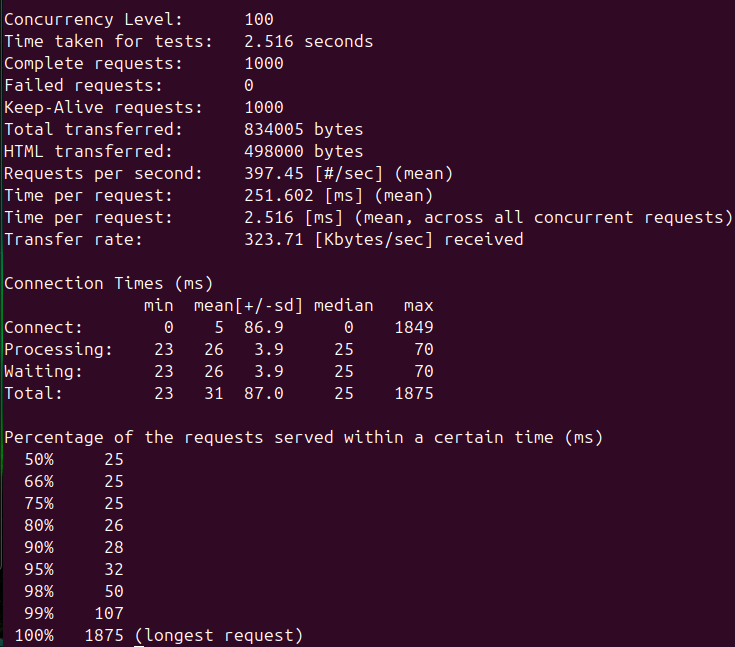 Concurrency Level:      100
Time taken for tests:   2.516 seconds
Complete requests:      1000
Failed requests:        0
Keep-Alive requests:    1000
Total transferred:      834005 bytes
HTML transferred:       498000 bytes
Requests per second:    397.45 [#/sec] (mean)
Time per request:       251.602 [ms] (mean)
Time per request:       2.516 [ms] (mean, across all concurrent requests)
Transfer rate:          323.71 [Kbytes/sec] received

Connection Times (ms)
              min  mean[+/-sd] median   max
Connect:        0    5  86.9      0    1849
Processing:    23   26   3.9     25      70
Waiting:       23   26   3.9     25      70
Total:         23   31  87.0     25    1875

Percentage of the requests served within a certain time (ms)
  50%     25
  66%     25
  75%     25
  80%     26
  90%     28
  95%     32
  98%     50
  99%    107
 100%   1875 (longest request)